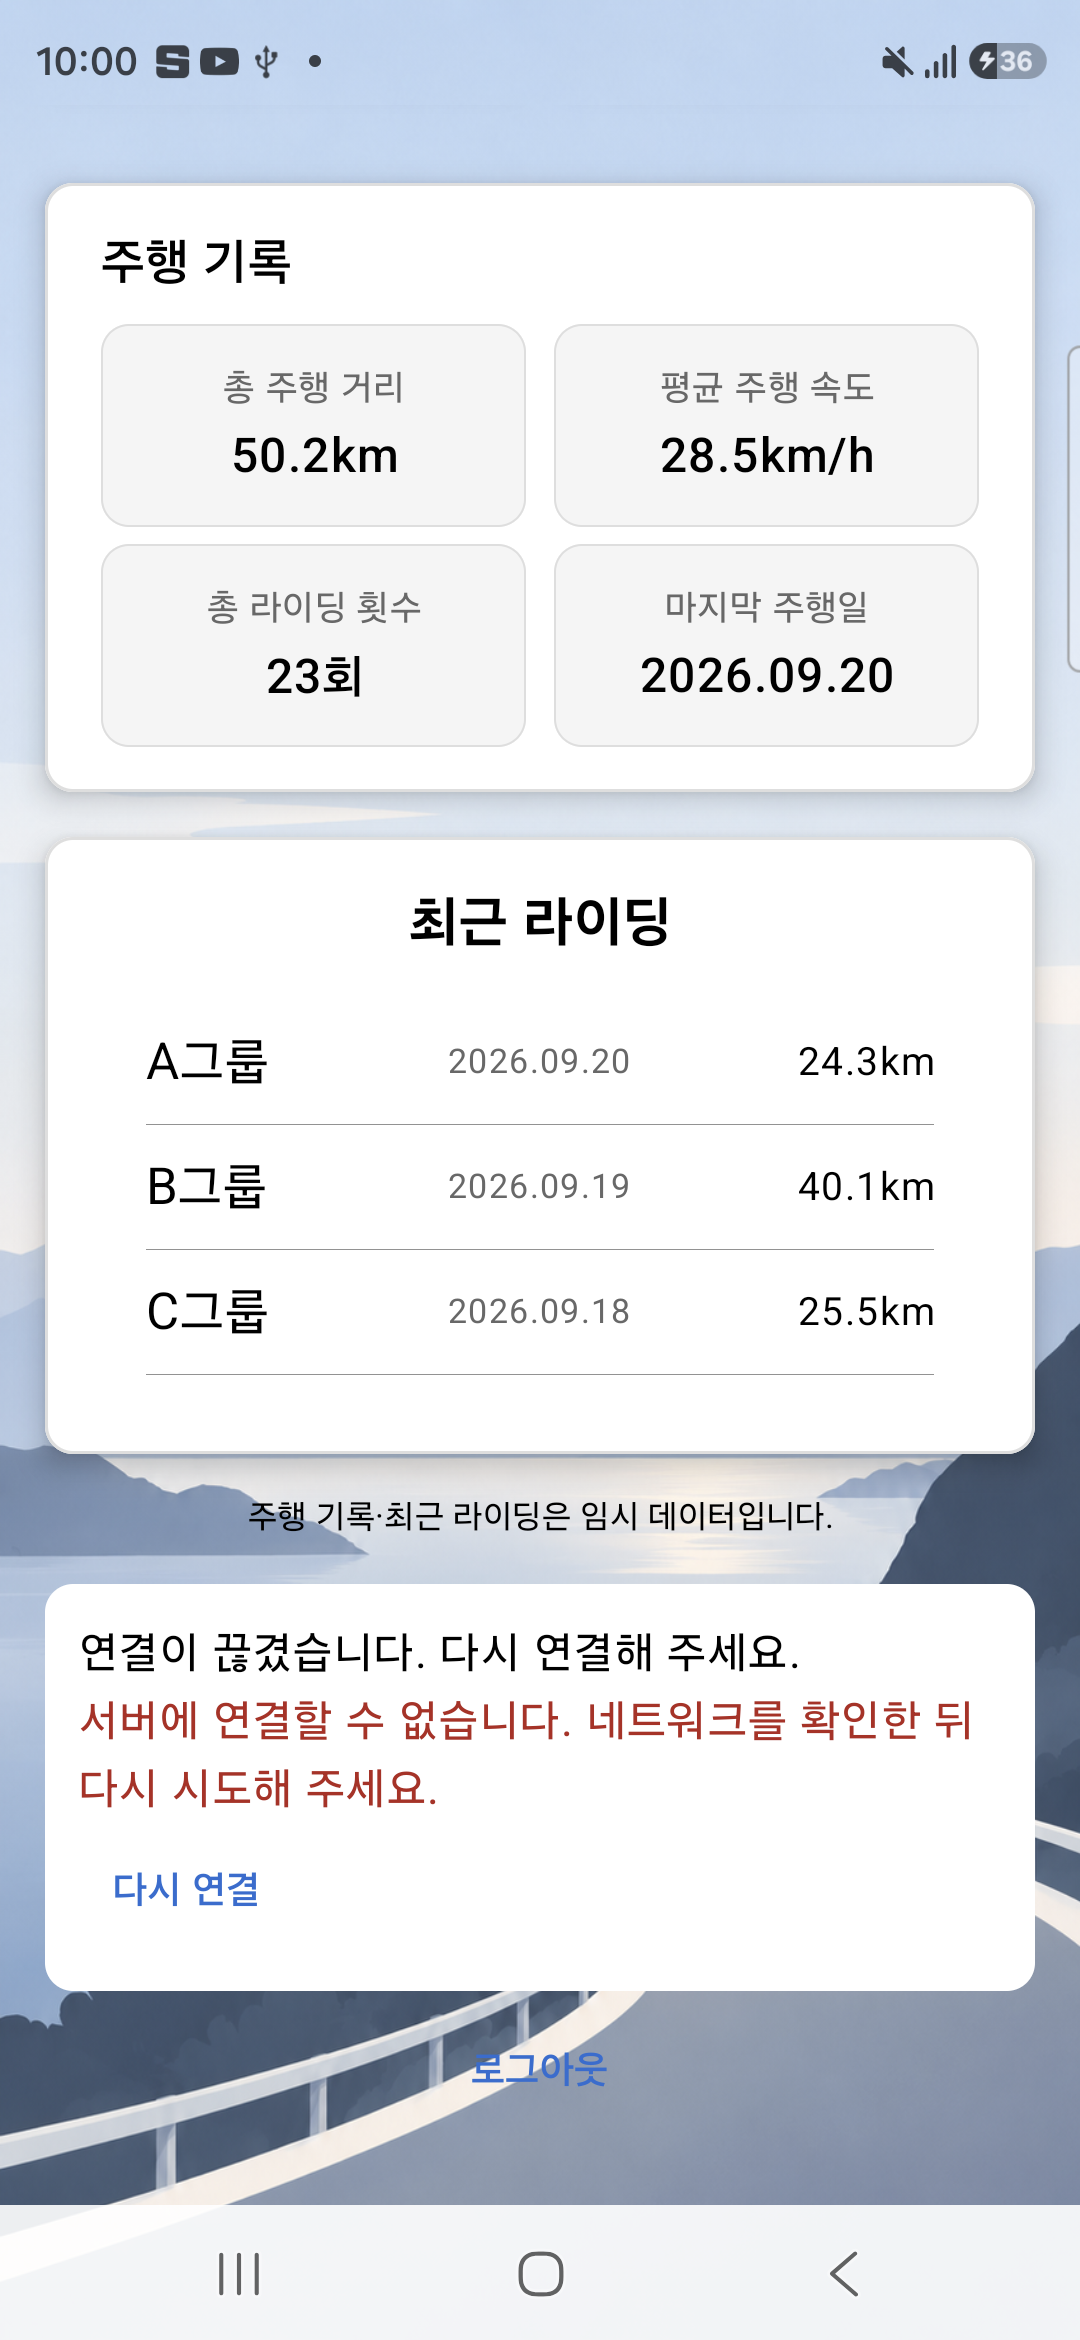 10:00
36
주행 기록
총 주행 거리
50.2km
평균 주행 속도
28.5km/h
총 라이딩 횟수
23회
마지막 주행일
2026.09.20
최근 라이딩
A그룹 2026.09.20 24.3km
B그룹 2026.09.19 40.1km
C그룹 2026.09.18 25.5km
주행 기록·최근 라이딩은 임시 데이터입니다.
연결이 끊겼습니다. 다시 연결해 주세요.
서버에 연결할 수 없습니다. 네트워크를 확인한 뒤
다시 시도해 주세요.
다시 연결
로그아웃